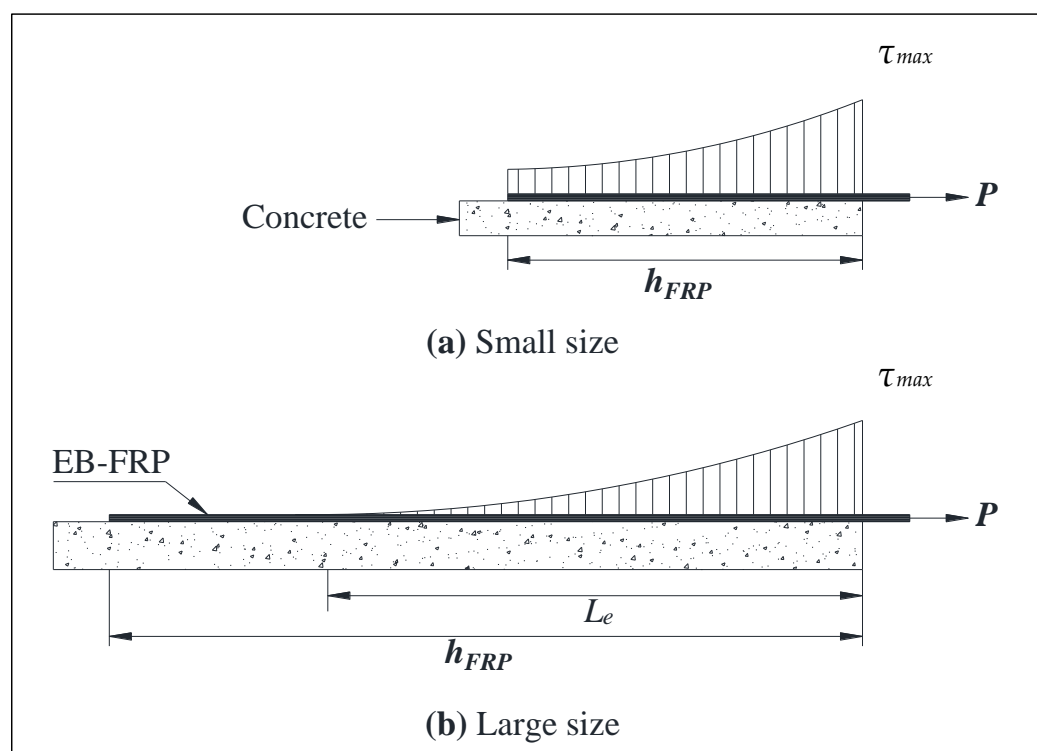 τmax
P
Concrete
hFRP
(a) Small size
τmax
EB-FRP
P
Le
hFRP
(b) Large size